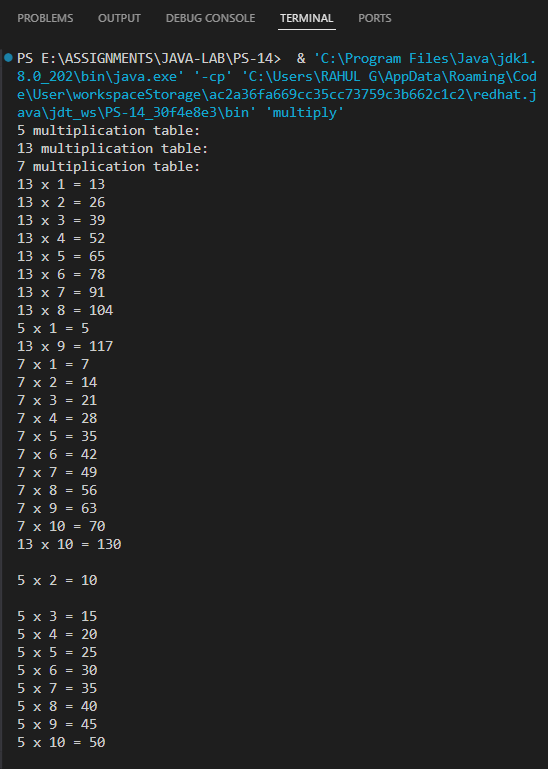 PROBLEMS OUTPUT DEBUG CONSOLE TERMINAL PORTS
PS E:\ASSIGNMENTS\JAVA-LAB\PS-14>  & 'C:\Program Files\Java\jdk1.
8.0_202\bin\java.exe' '-cp' 'C:\Users\RAHUL G\AppData\Roaming\Cod
e\User\workspaceStorage\ac2a36fa669cc35cc73759c3b662c1c2\redhat.j
ava\jdt_ws\PS-14_30f4e8e3\bin' 'multiply'
5 multiplication table:
13 multiplication table:
7 multiplication table:
13 x 1 = 13
13 x 2 = 26
13 x 3 = 39
13 x 4 = 52
13 x 5 = 65
13 x 6 = 78
13 x 7 = 91
13 x 8 = 104
5 x 1 = 5
13 x 9 = 117
7 x 1 = 7
7 x 2 = 14
7 x 3 = 21
7 x 4 = 28
7 x 5 = 35
7 x 6 = 42
7 x 7 = 49
7 x 8 = 56
7 x 9 = 63
7 x 10 = 70
13 x 10 = 130
5 x 2 = 10
5 x 3 = 15
5 x 4 = 20
5 x 5 = 25
5 x 6 = 30
5 x 7 = 35
5 x 8 = 40
5 x 9 = 45
5 x 10 = 50